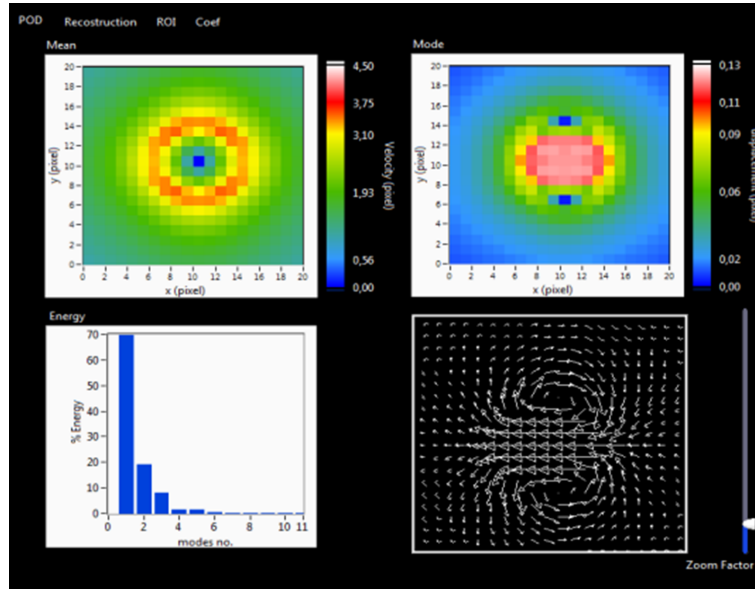 POD Recostruction ROI Coef
Mean
20
18
16
14
12
10
8
6
4
2
0
y (pixel)
0 2 4 6 8 10 12 14 16 18 20
x (pixel)
4,50
3,75
3,10
1,93
0,56
0,00
Velocity (pixel)
Mode
20
18
16
14
12
10
8
6
4
2
0
y (pixel)
0 2 4 6 8 10 12 14 16 18 20
x (pixel)
0,13
0,11
0,09
0,06
0,02
0,00
Energy
70
60
50
40
30
20
10
0
% Energy
0 2 4 6 8 10 11
modes no.
Zoom Factor